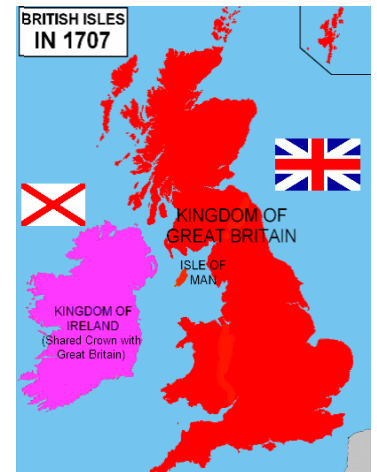 BRITISH ISLES
IN 1707
KINGDOM OF
GREAT BRITAIN
ISLE OF
MAN
KINGDOM OF
IRELAND
(Shared Crown with
Great Britain)